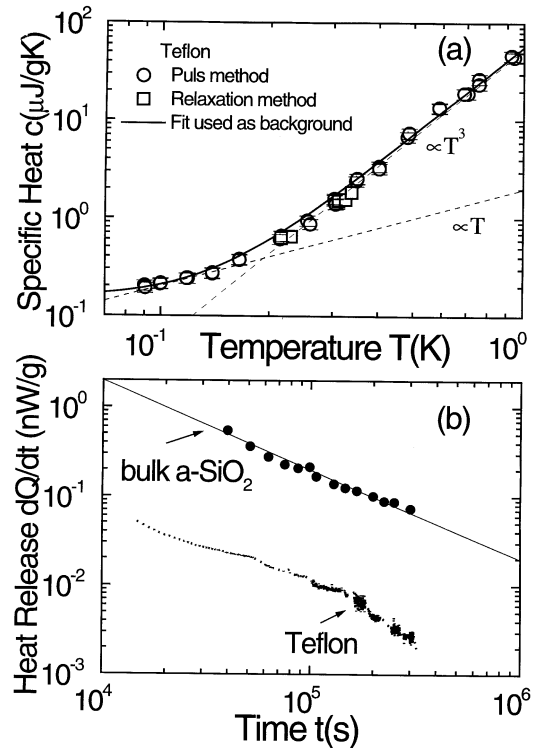 10²
(a)
Teflon
Puls method
Relaxation method
Fit used as background
10¹
∝T³
10⁰
∝T
10⁻¹
Specific Heat c(μJ/gK)
10⁻¹
Temperature T(K)
10⁰
10⁰
(b)
bulk a-SiO₂
10⁻¹
10⁻²
Teflon
10⁻³
Heat Release dQ/dt (nW/g)
10⁴
10⁵
10⁶
Time t(s)